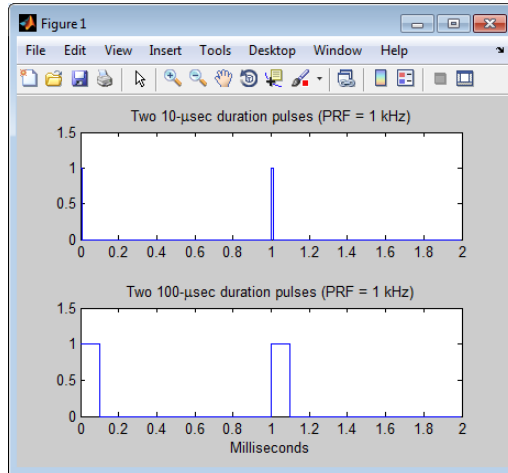 Figure 1
File Edit View Insert Tools Desktop Window Help
Two 10-μsec duration pulses (PRF = 1 kHz)
1.5
1
0.5
0
0 0.2 0.4 0.6 0.8 1 1.2 1.4 1.6 1.8 2
Two 100-μsec duration pulses (PRF = 1 kHz)
1.5
1
0.5
0
0 0.2 0.4 0.6 0.8 1 1.2 1.4 1.6 1.8 2
Milliseconds